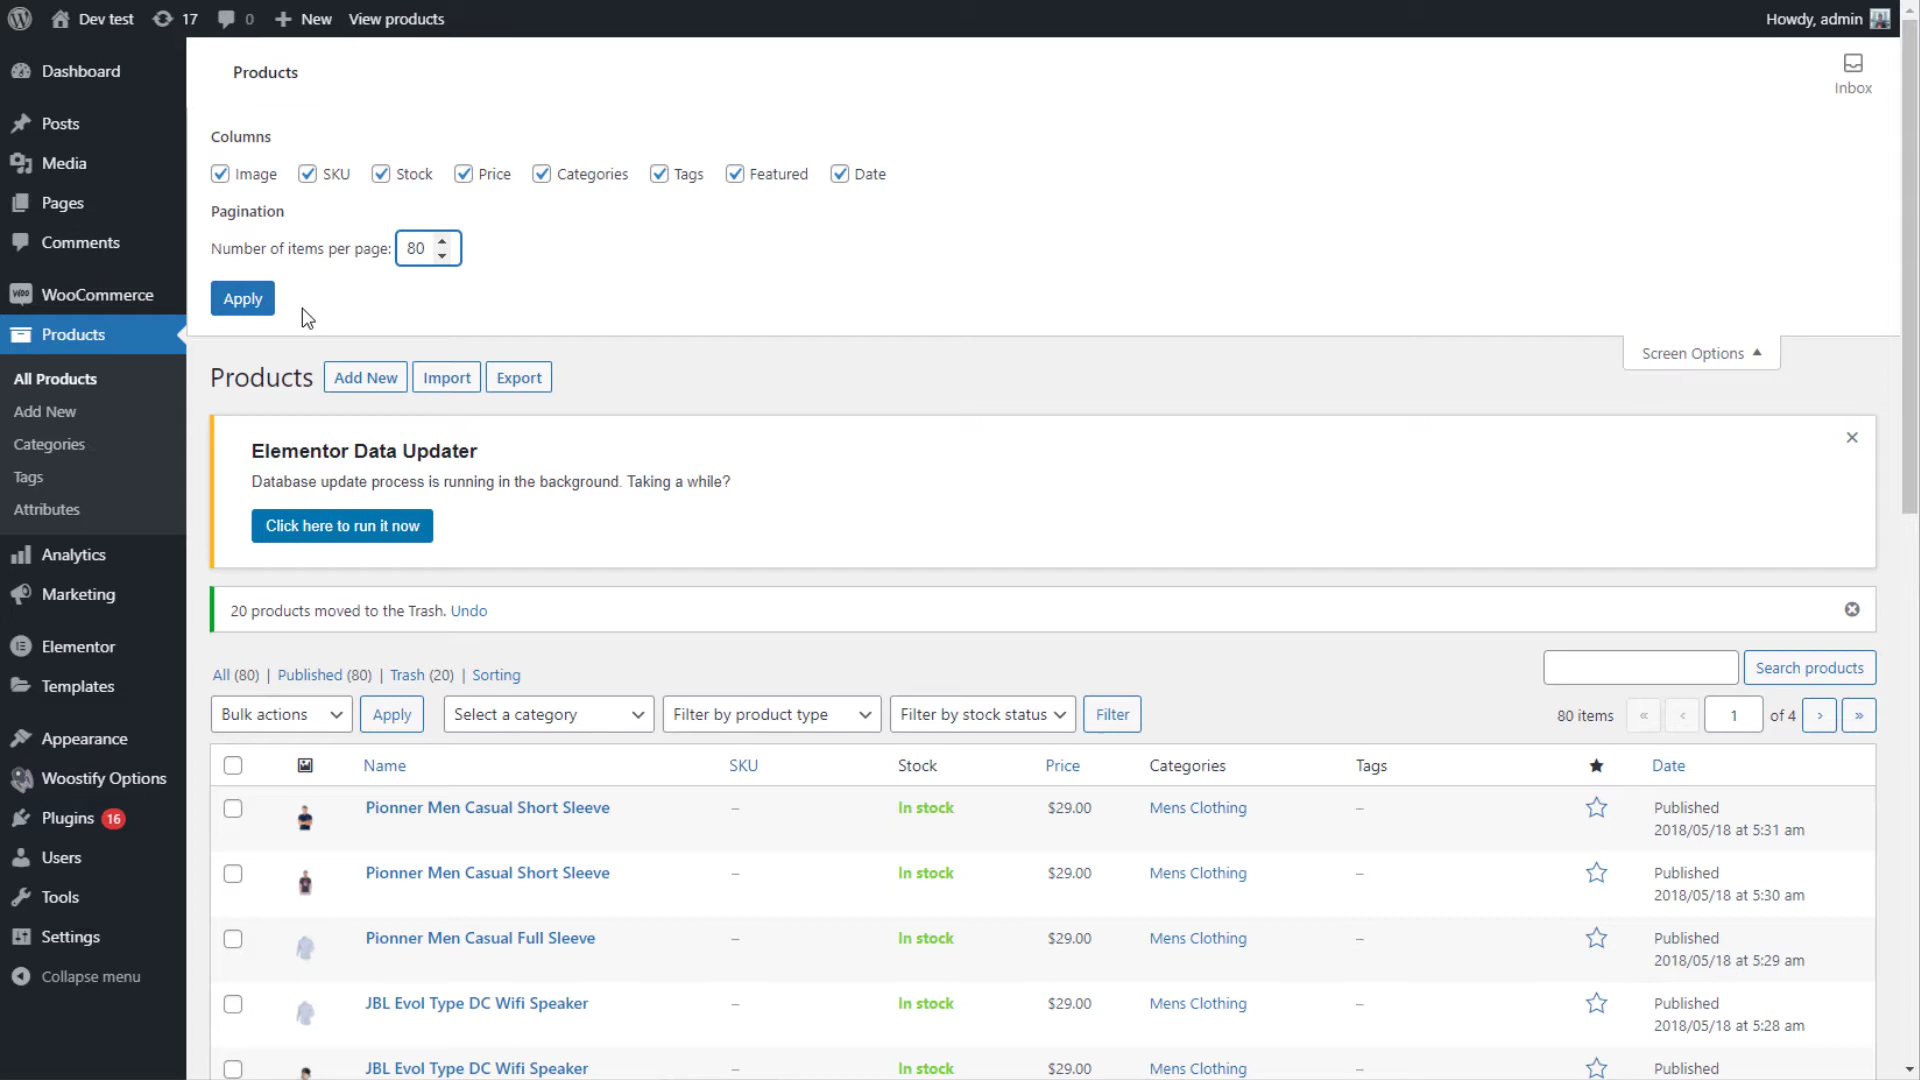 Dev test 17 0 New View products Howdy, admin
Dashboard
Posts
Media
Pages
Comments
WooCommerce
Products
All Products
Add New
Categories
Tags
Attributes
Analytics
Marketing
Elementor
Templates
Appearance
Woostify Options
Plugins 16
Users
Tools
Settings
Collapse menu
Products
Inbox
Columns
Image SKU Stock Price Categories Tags Featured Date
Pagination
Number of items per page: 80
Apply
Screen Options
Products Add New Import Export
Elementor Data Updater
Database update process is running in the background. Taking a while?
Click here to run it now
20 products moved to the Trash. Undo
All (80) | Published (80) | Trash (20) | Sorting
Search products
Bulk actions Apply Select a category Filter by product type Filter by stock status Filter
80 items « ‹ 1 of 4 › »
Name SKU Stock Price Categories Tags Date
Pionner Men Casual Short Sleeve – In stock $29.00 Mens Clothing – Published
2018/05/18 at 5:31 am
Pionner Men Casual Short Sleeve – In stock $29.00 Mens Clothing – Published
2018/05/18 at 5:30 am
Pionner Men Casual Full Sleeve – In stock $29.00 Mens Clothing – Published
2018/05/18 at 5:29 am
JBL Evol Type DC Wifi Speaker – In stock $29.00 Mens Clothing – Published
2018/05/18 at 5:28 am
JBL Evol Type DC Wifi Speaker – In stock $29.00 Mens Clothing – Published